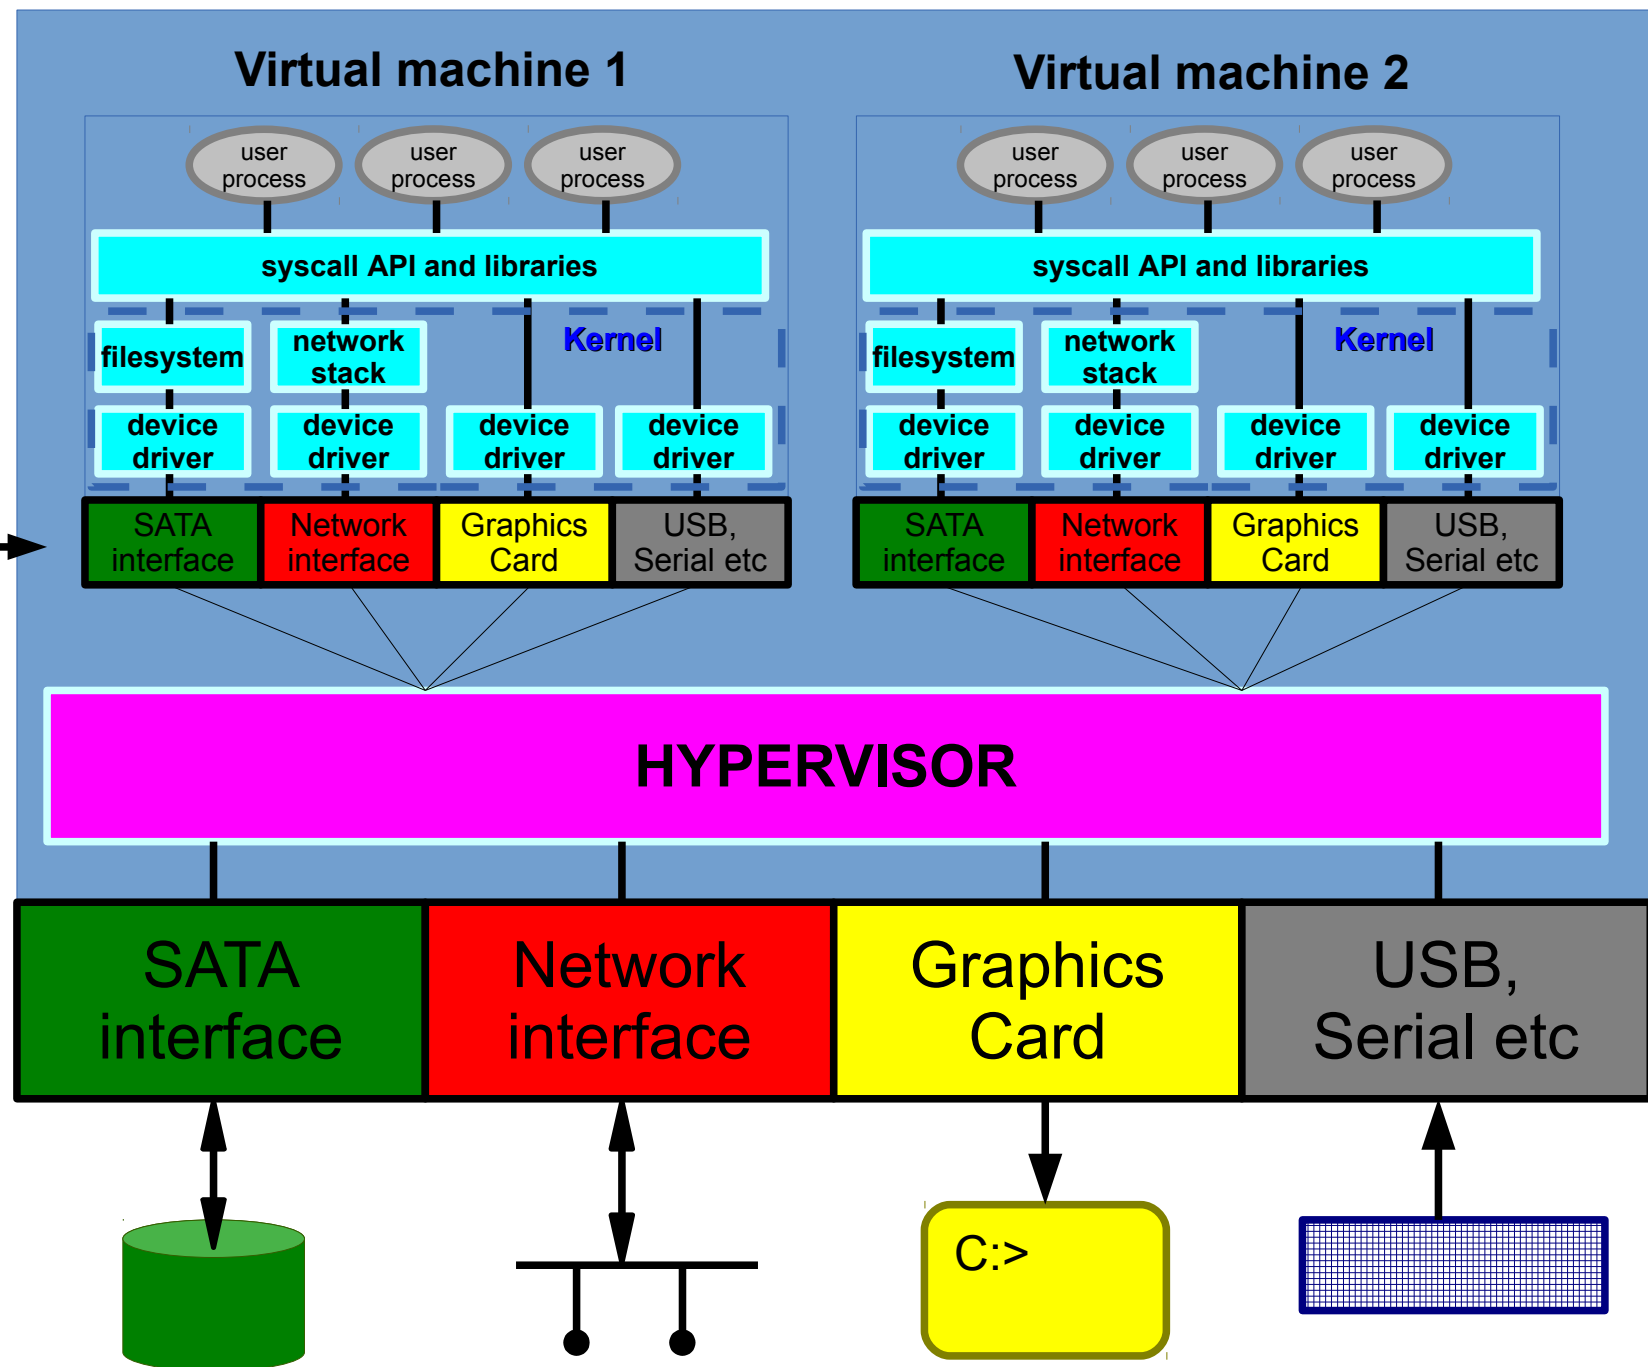 Virtual machine 1
Virtual machine 2
user
process
user
process
user
process
user
process
user
process
user
process
syscall API and libraries
syscall API and libraries
Kernel
Kernel
filesystem
network
stack
filesystem
network
stack
device
driver
device
driver
device
driver
device
driver
device
driver
device
driver
device
driver
device
driver
SATA
interface
Network
interface
Graphics
Card
USB,
Serial etc
SATA
interface
Network
interface
Graphics
Card
USB,
Serial etc
HYPERVISOR
SATA
interface
Network
interface
Graphics
Card
USB,
Serial etc
C:>